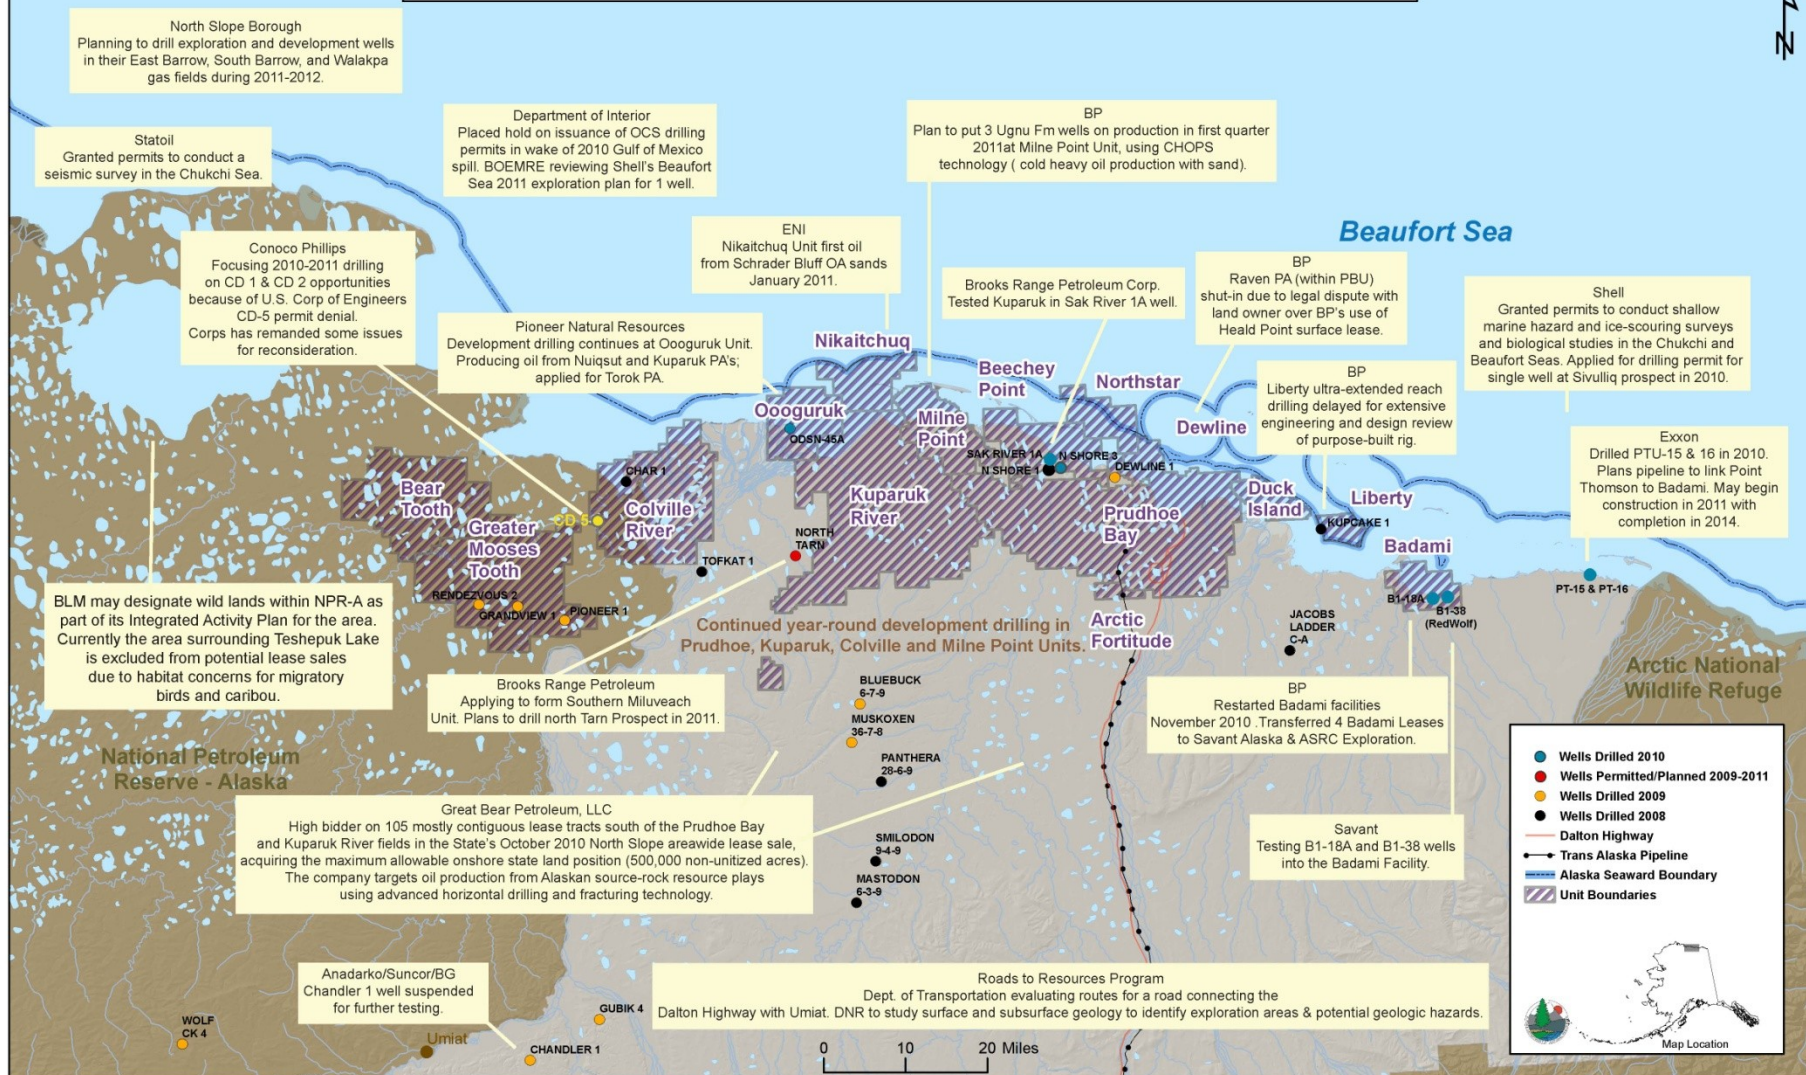 North Slope Borough
Planning to drill exploration and development wells
in their East Barrow, South Barrow, and Walakpa
gas fields during 2011-2012.
N
Statoil
Granted permits to conduct a
seismic survey in the Chukchi Sea.
Department of Interior
Placed hold on issuance of OCS drilling
permits in wake of 2010 Gulf of Mexico
spill. BOEMRE reviewing Shell's Beaufort
Sea 2011 exploration plan for 1 well.
BP
Plan to put 3 Ugnu Fm wells on production in first quarter
2011at Milne Point Unit, using CHOPS
technology ( cold heavy oil production with sand).
Beaufort Sea
Conoco Phillips
Focusing 2010-2011 drilling
on CD 1 & CD 2 opportunities
because of U.S. Corp of Engineers
CD-5 permit denial.
Corps has remanded some issues
for reconsideration.
ENI
Nikaitchuq Unit first oil
from Schrader Bluff OA sands
January 2011.
Brooks Range Petroleum Corp.
Tested Kuparuk in Sak River 1A well.
BP
Raven PA (within PBU)
shut-in due to legal dispute with
land owner over BP's use of
Heald Point surface lease.
Shell
Granted permits to conduct shallow
marine hazard and ice-scouring surveys
and biological studies in the Chukchi and
Beaufort Seas. Applied for drilling permit for
single well at Sivulliq prospect in 2010.
Pioneer Natural Resources
Development drilling continues at Oooguruk Unit.
Producing oil from Nuiqsut and Kuparuk PA's;
applied for Torok PA.
BP
Liberty ultra-extended reach
drilling delayed for extensive
engineering and design review
of purpose-built rig.
Exxon
Drilled PTU-15 & 16 in 2010.
Plans pipeline to link Point
Thomson to Badami. May begin
construction in 2011 with
completion in 2014.
Nikaitchuq
Beechey
Point
Northstar
Oooguruk
Milne
Point
Dewline
ODSN-45A
SAK RIVER 1A
N SHORE 3
N SHORE 1
DEWLINE 1
CHAR 1
Bear
Tooth
Colville
River
Kuparuk
River
Prudhoe
Bay
Duck
Island
Liberty
CD 5
Greater
Mooses
Tooth
KUPCAKE 1
NORTH
TARN
TOFKAT 1
Badami
PT-15 & PT-16
RENDEZVOUS 2
GRANDVIEW 1
PIONEER 1
B1-18A
B1-38
(RedWolf)
BLM may designate wild lands within NPR-A as
part of its Integrated Activity Plan for the area.
Currently the area surrounding Teshepuk Lake
is excluded from potential lease sales
due to habitat concerns for migratory
birds and caribou.
Continued year-round development drilling in
Prudhoe, Kuparuk, Colville and Milne Point Units.
Arctic
Fortitude
JACOBS
LADDER
C-A
Arctic National
Wildlife Refuge
Brooks Range Petroleum
Applying to form Southern Miluveach
Unit. Plans to drill north Tarn Prospect in 2011.
BLUEBUCK
6-7-9
MUSKOXEN
36-7-8
PANTHERA
28-6-9
BP
Restarted Badami facilities
November 2010 .Transferred 4 Badami Leases
to Savant Alaska & ASRC Exploration.
National Petroleum
Reserve - Alaska
Great Bear Petroleum, LLC
High bidder on 105 mostly contiguous lease tracts south of the Prudhoe Bay
and Kuparuk River fields in the State's October 2010 North Slope areawide lease sale,
acquiring the maximum allowable onshore state land position (500,000 non-unitized acres).
The company targets oil production from Alaskan source-rock resource plays
using advanced horizontal drilling and fracturing technology.
SMILODON
9-4-9
MASTODON
6-3-9
Savant
Testing B1-18A and B1-38 wells
into the Badami Facility.
Wells Drilled 2010
Wells Permitted/Planned 2009-2011
Wells Drilled 2009
Wells Drilled 2008
Dalton Highway
Trans Alaska Pipeline
Alaska Seaward Boundary
Unit Boundaries
Map Location
Anadarko/Suncor/BG
Chandler 1 well suspended
for further testing.
Roads to Resources Program
Dept. of Transportation evaluating routes for a road connecting the
Dalton Highway with Umiat. DNR to study surface and subsurface geology to identify exploration areas & potential geologic hazards.
WOLF
CK 4
GUBIK 4
Umiat
CHANDLER 1
0 10 20 Miles